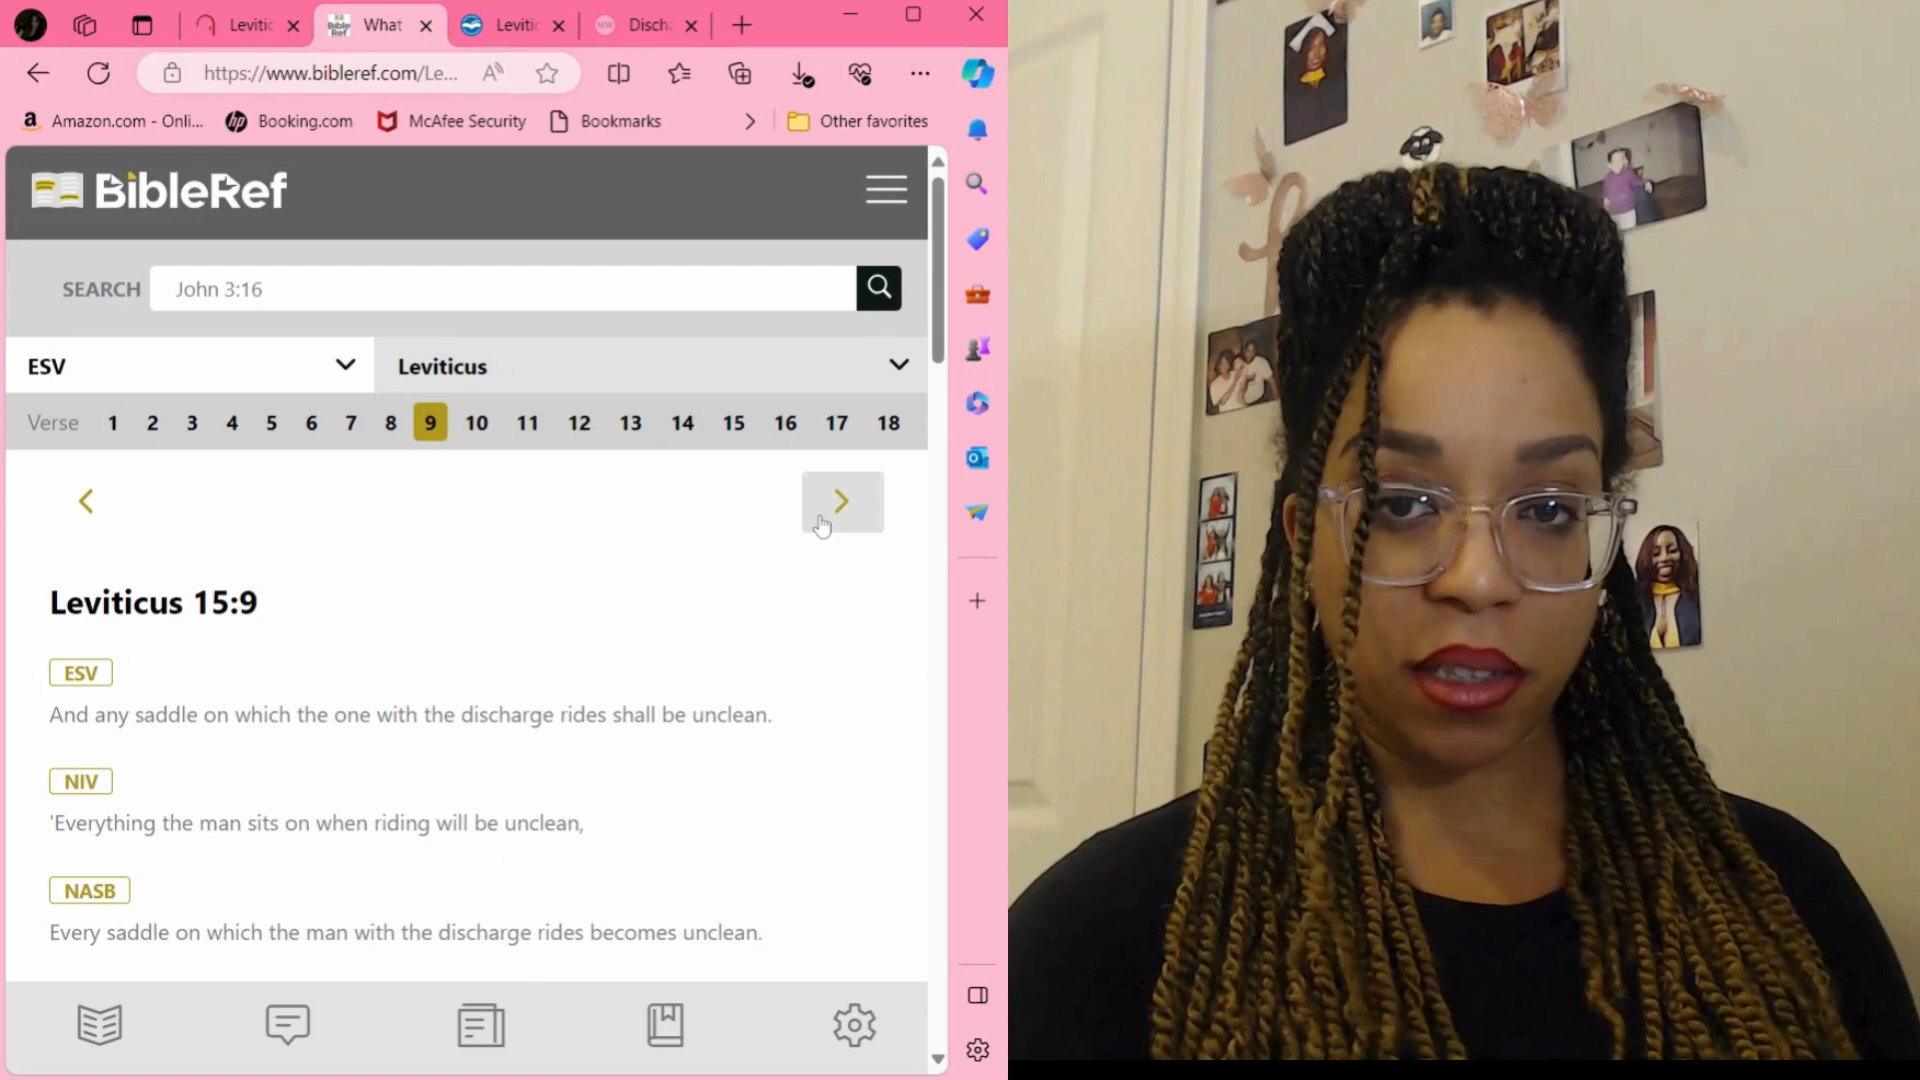 Levitic
What
Levitic
Discha
https://www.bibleref.com/Le...
Amazon.com - Onli...
Booking.com
McAfee Security
Bookmarks
Other favorites
BibleRef
SEARCH
John 3:16
ESV
Leviticus
Verse 1 2 3 4 5 6 7 8 9 10 11 12 13 14 15 16 17 18
Leviticus 15:9
ESV
And any saddle on which the one with the discharge rides shall be unclean.
NIV
'Everything the man sits on when riding will be unclean,
NASB
Every saddle on which the man with the discharge rides becomes unclean.